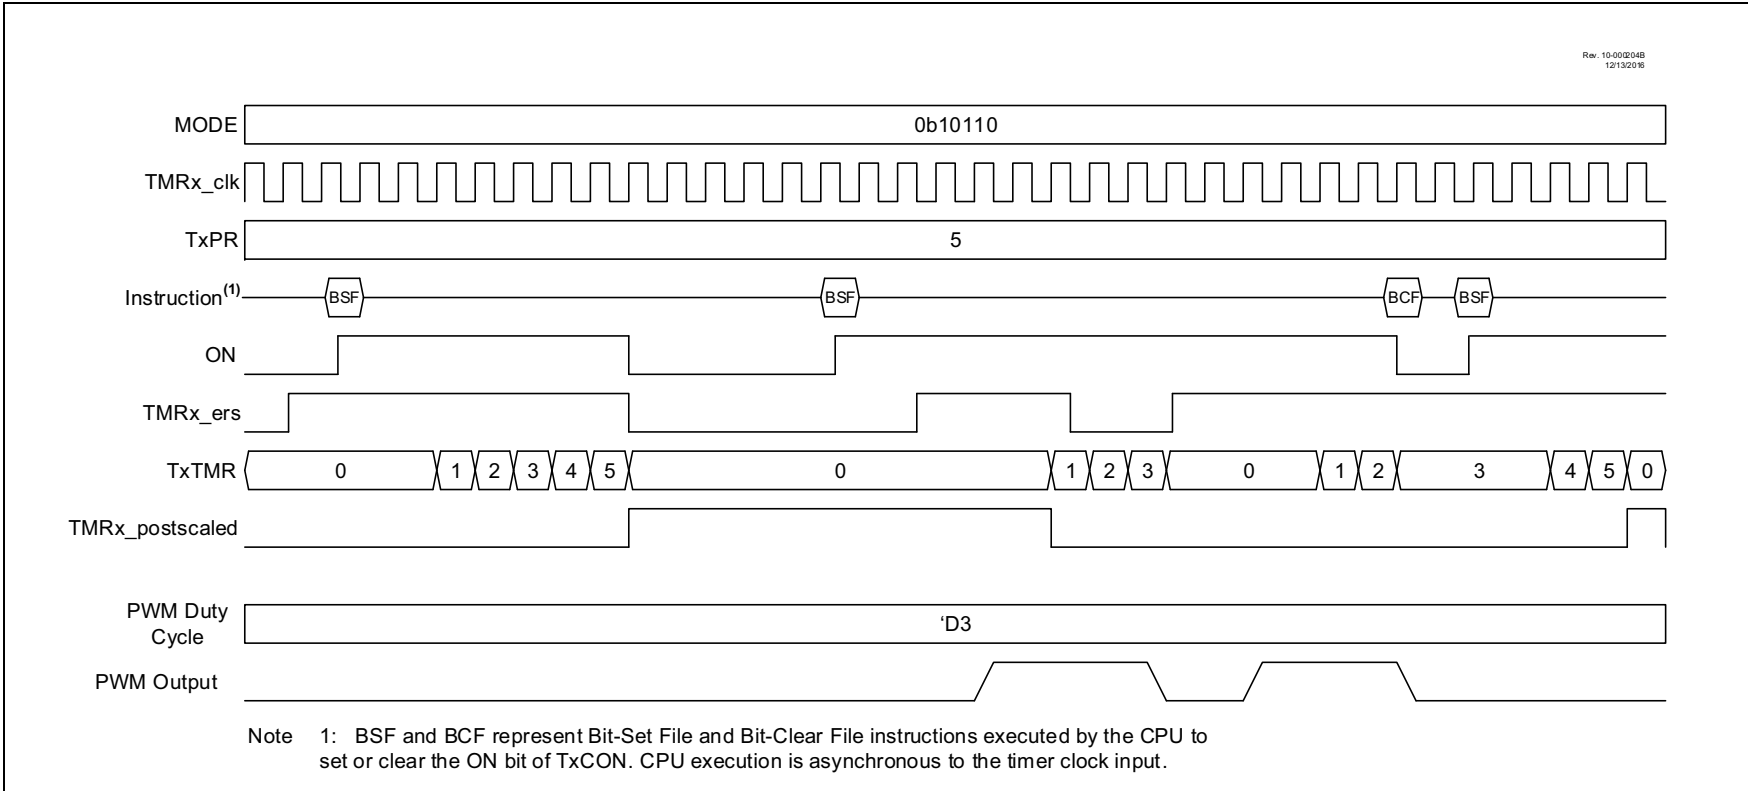 Rev. 10-000204B
12/13/2016
MODE 0b10110
TMRx_clk
TxPR 5
Instruction(1) BSF BSF BCF BSF
ON
TMRx_ers
TxTMR 0 1 2 3 4 5 0 1 2 3 0 1 2 3 4 5 0
TMRx_postscaled
PWM Duty
Cycle
‘D3
PWM Output
Note 1: BSF and BCF represent Bit-Set File and Bit-Clear File instructions executed by the CPU to
set or clear the ON bit of TxCON. CPU execution is asynchronous to the timer clock input.